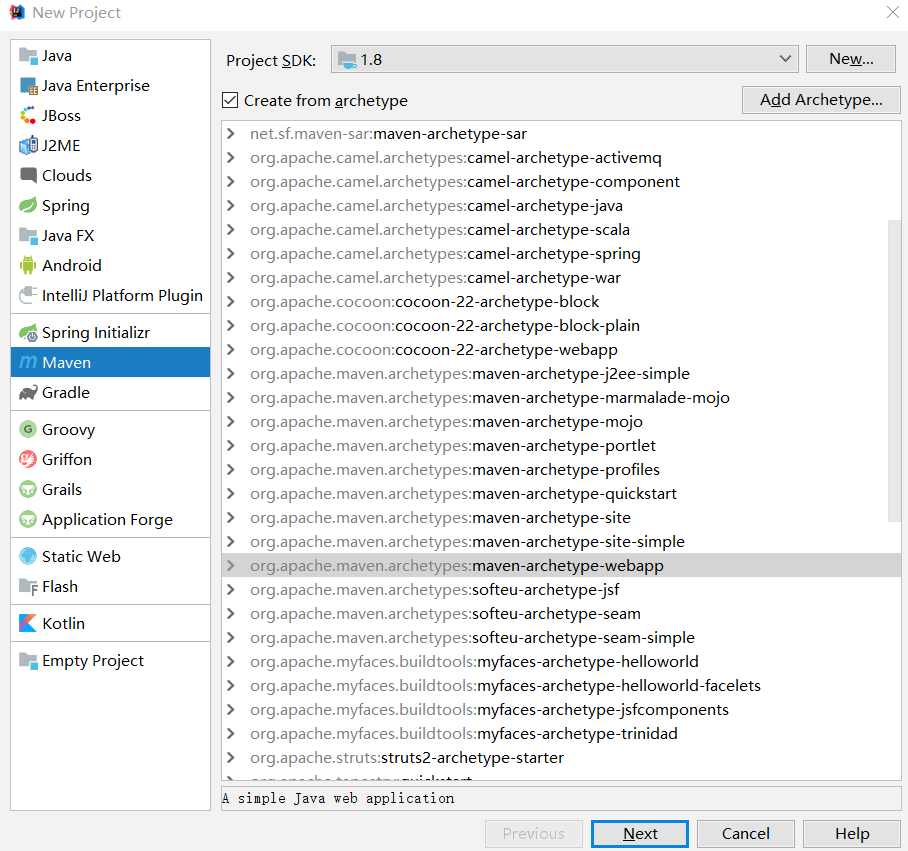 New Project
Java
Java Enterprise
JBoss
J2ME
Clouds
Spring
Java FX
Android
IntelliJ Platform Plugin
Spring Initializr
Maven
Gradle
Groovy
Griffon
Grails
Application Forge
Static Web
Flash
Kotlin
Empty Project
Project SDK: 1.8 New...
Create from archetype Add Archetype...
net.sf.maven-sar:maven-archetype-sar
org.apache.camel.archetypes:camel-archetype-activemq
org.apache.camel.archetypes:camel-archetype-component
org.apache.camel.archetypes:camel-archetype-java
org.apache.camel.archetypes:camel-archetype-scala
org.apache.camel.archetypes:camel-archetype-spring
org.apache.camel.archetypes:camel-archetype-war
org.apache.cocoon:cocoon-22-archetype-block
org.apache.cocoon:cocoon-22-archetype-block-plain
org.apache.cocoon:cocoon-22-archetype-webapp
org.apache.maven.archetypes:maven-archetype-j2ee-simple
org.apache.maven.archetypes:maven-archetype-marmalade-mojo
org.apache.maven.archetypes:maven-archetype-mojo
org.apache.maven.archetypes:maven-archetype-portlet
org.apache.maven.archetypes:maven-archetype-profiles
org.apache.maven.archetypes:maven-archetype-quickstart
org.apache.maven.archetypes:maven-archetype-site
org.apache.maven.archetypes:maven-archetype-site-simple
org.apache.maven.archetypes:maven-archetype-webapp
org.apache.maven.archetypes:softeu-archetype-jsf
org.apache.maven.archetypes:softeu-archetype-seam
org.apache.maven.archetypes:softeu-archetype-seam-simple
org.apache.myfaces.buildtools:myfaces-archetype-helloworld
org.apache.myfaces.buildtools:myfaces-archetype-helloworld-facelets
org.apache.myfaces.buildtools:myfaces-archetype-jsfcomponents
org.apache.myfaces.buildtools:myfaces-archetype-trinidad
org.apache.struts:struts2-archetype-starter
org.apache.tapestry:quickstart
A simple Java web application
Previous Next Cancel Help